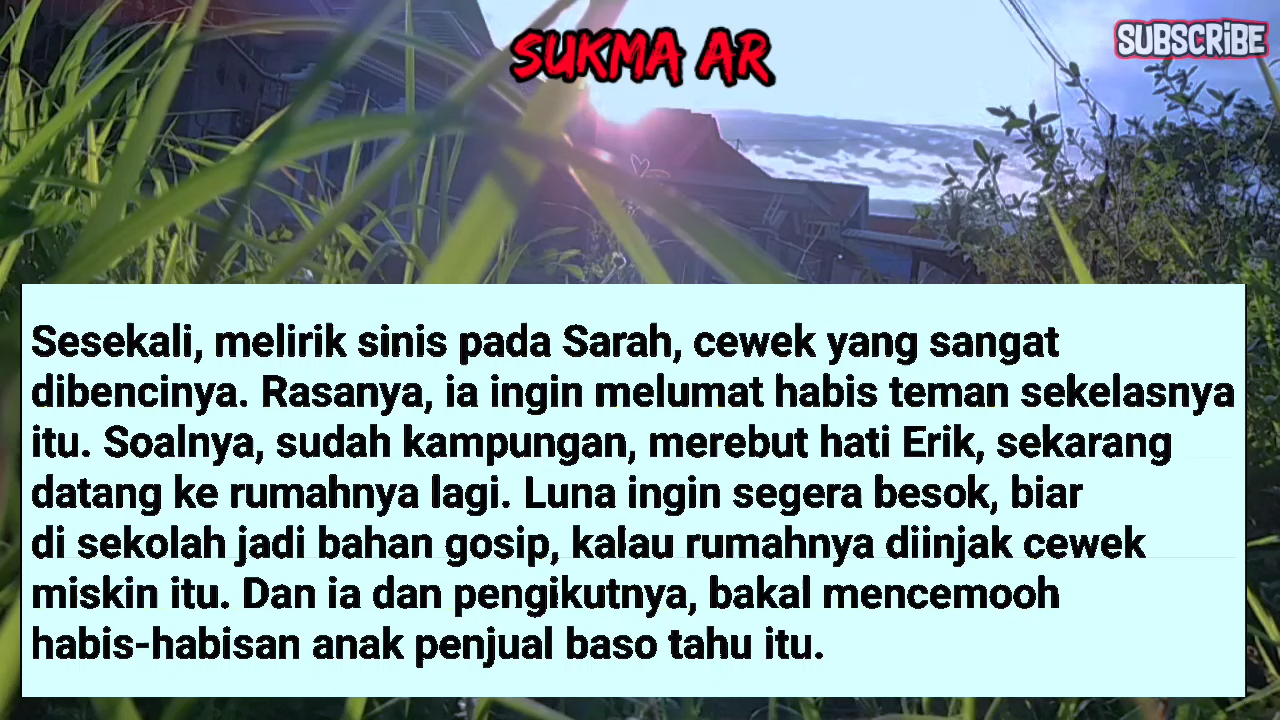 SUKMA AR
SUBSCRiBE
Sesekali, melirik sinis pada Sarah, cewek yang sangat
dibencinya. Rasanya, ia ingin melumat habis teman sekelasnya
itu. Soalnya, sudah kampungan, merebut hati Erik, sekarang
datang ke rumahnya lagi. Luna ingin segera besok, biar
di sekolah jadi bahan gosip, kalau rumahnya diinjak cewek
miskin itu. Dan ia dan pengikutnya, bakal mencemooh
habis-habisan anak penjual baso tahu itu.